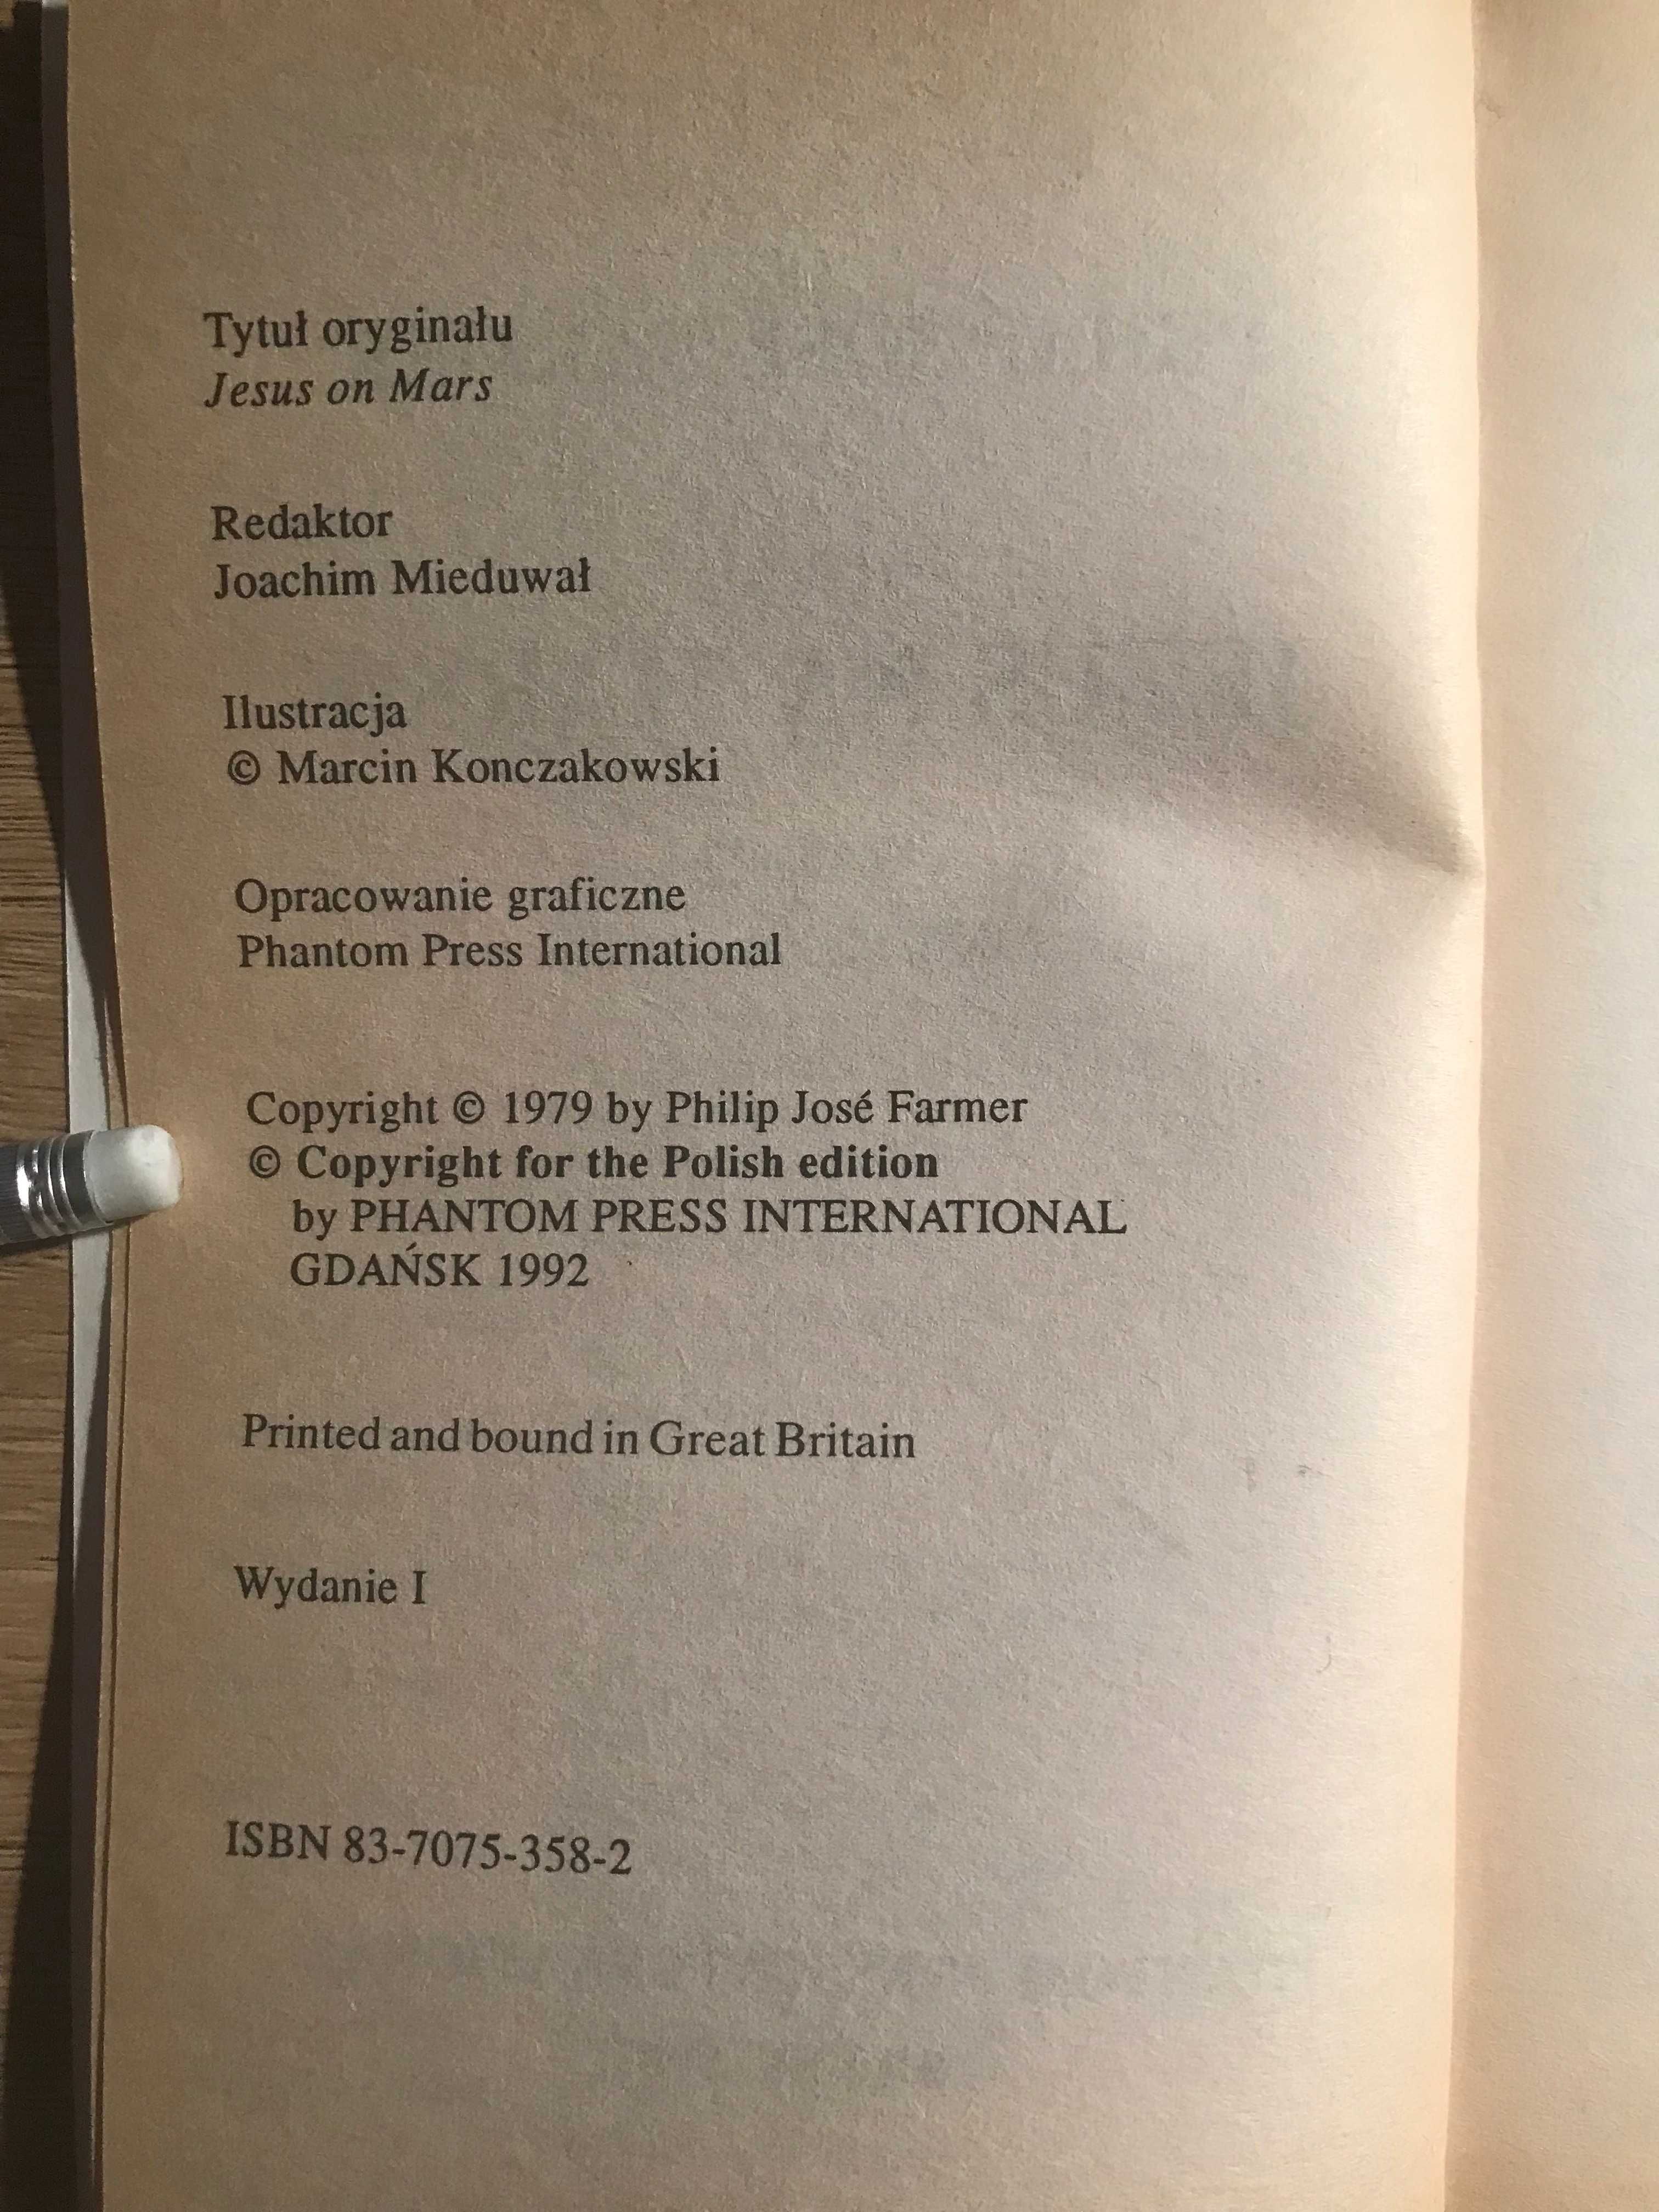 Tytuł oryginału
Jesus on Mars
Redaktor
Joachim Mieduwał
Ilustracja
© Marcin Konczakowski
Opracowanie graficzne
Phantom Press International
Copyright © 1979 by Philip José Farmer
© Copyright for the Polish edition
by PHANTOM PRESS INTERNATIONAL
GDAŃSK 1992
Printed and bound in Great Britain
Wydanie I
ISBN 83-7075-358-2